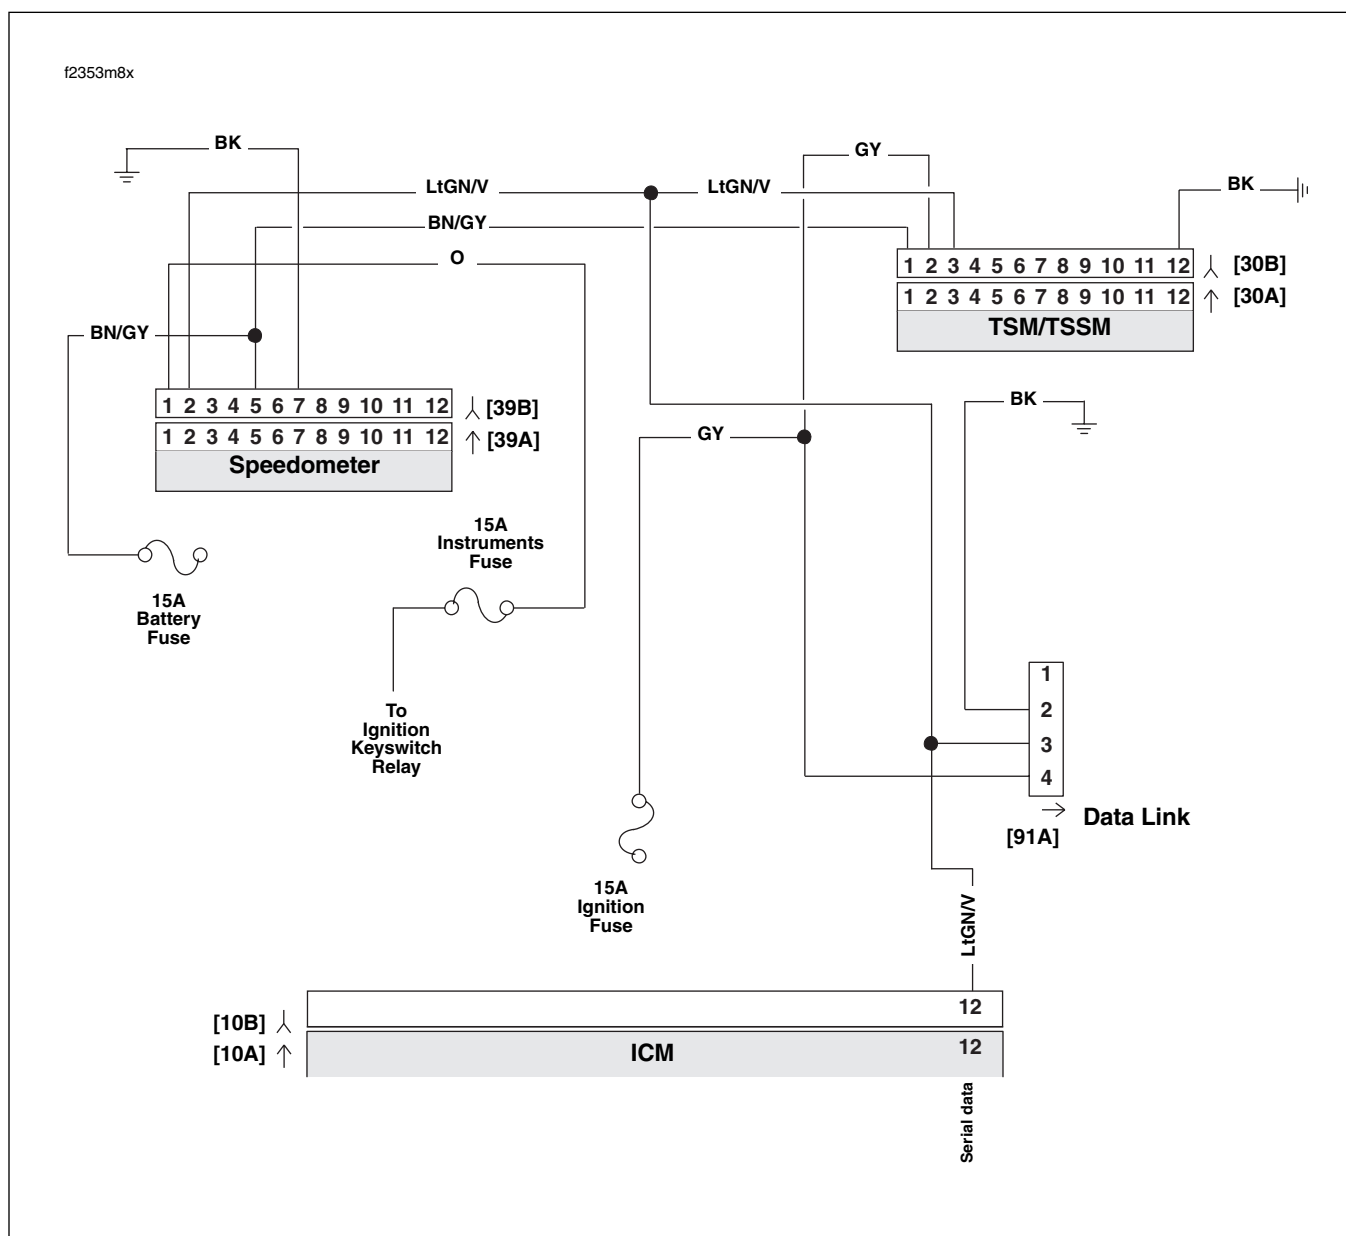 f2353m8x
BK
GY
LtGN/V
LtGN/V
BK
BN/GY
O
1 2 3 4 5 6 7 8 9 10 11 12 [30B]
1 2 3 4 5 6 7 8 9 10 11 12 [30A]
TSM/TSSM
BN/GY
1 2 3 4 5 6 7 8 9 10 11 12 [39B]
1 2 3 4 5 6 7 8 9 10 11 12 [39A]
Speedometer
BK
GY
15A
Instruments
Fuse
15A
Battery
Fuse
To
Ignition
Keyswitch
Relay
1
2
3
4
Data Link
[91A]
15A
Ignition
Fuse
LtGN/V
[10B] 12
[10A] ICM 12
Serial data